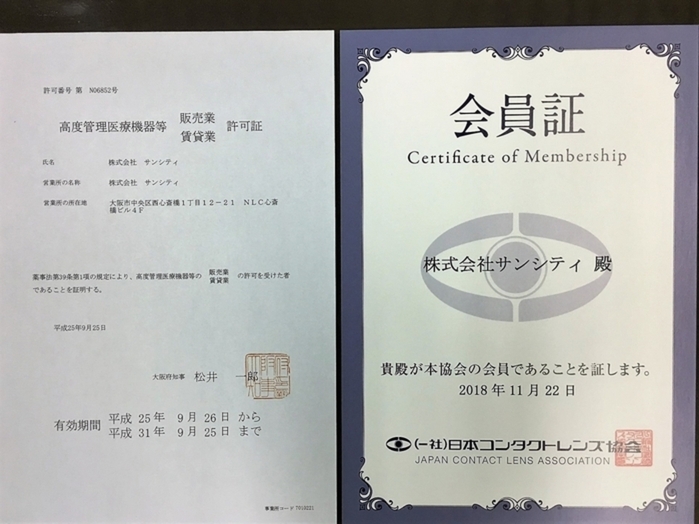 許可番号 第 N06852号
高度管理医療機器等 販売業 賃貸業 許可証
氏名 株式会社 サンシティ
営業所の名称 株式会社 サンシティ
営業所の所在地 大阪市中央区西心斎橋1丁目12-21 NLC心斎
橋ビル4F
薬事法第39条第1項の規定により、高度管理医療機器等の 販売業 賃貸業 の許可を受けた者
であることを証明する。
平成25年9月25日
大阪府知事 松井 一郎
有効期間 平成 25年 9月 26日 から
平成 31年 9月 25日 まで
会員証
Certificate of Membership
株式会社サンシティ 殿
貴殿が本協会の会員であることを証します。
2018年11月22日
(一社)日本コンタクトレンズ協会
JAPAN CONTACT LENS ASSOCIATION